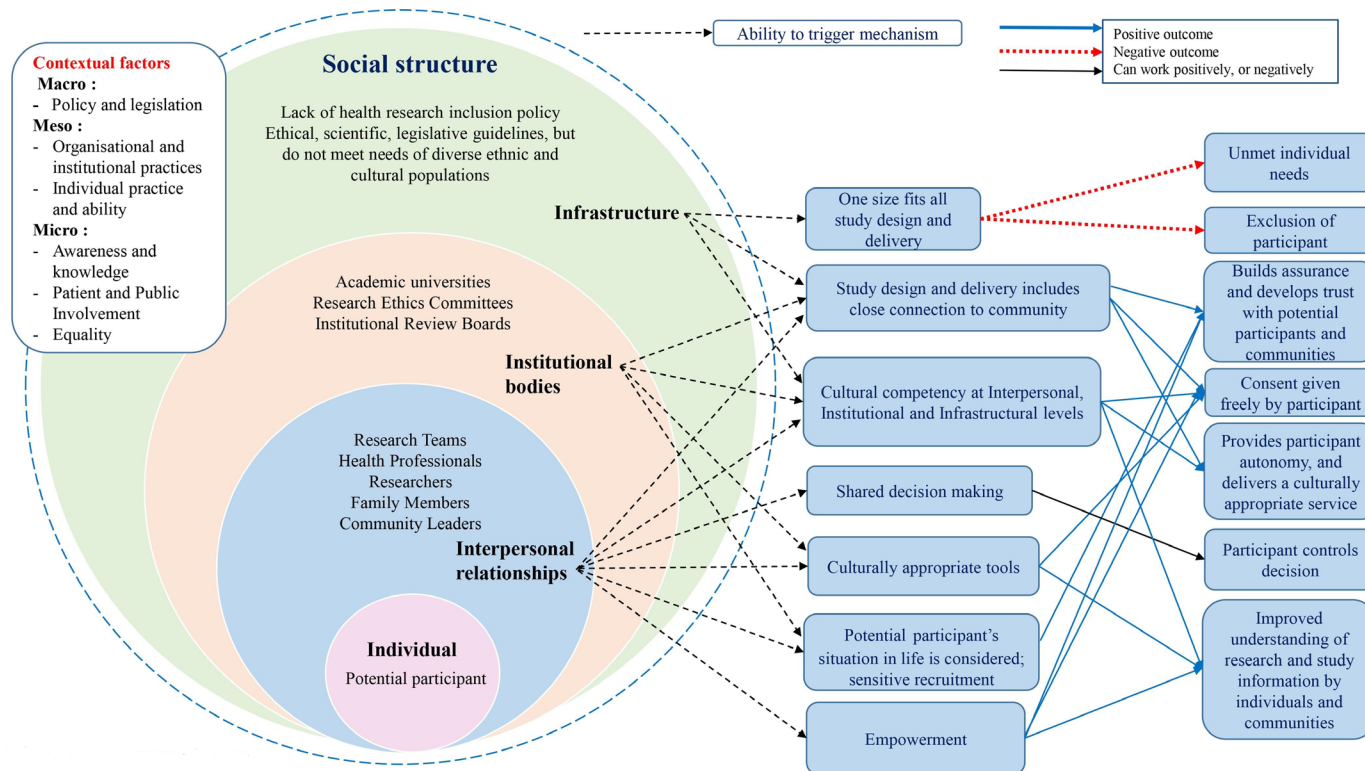 Contextual factors
Macro :
- Policy and legislation
Meso :
- Organisational and
institutional practices
- Individual practice
and ability
Micro :
- Awareness and
knowledge
- Patient and Public
Involvement
- Equality
Social structure
Lack of health research inclusion policy
Ethical, scientific, legislative guidelines, but
do not meet needs of diverse ethnic and
cultural populations
Infrastructure
Academic universities
Research Ethics Committees
Institutional Review Boards
Institutional
bodies
Research Teams
Health Professionals
Researchers
Family Members
Community Leaders
Interpersonal
relationships
Individual
Potential participant
Ability to trigger mechanism
Positive outcome
Negative outcome
Can work positively, or negatively
One size fits all
study design and
delivery
Study design and delivery includes
close connection to community
Cultural competency at Interpersonal,
Institutional and Infrastructural levels
Shared decision making
Culturally appropriate tools
Potential participant's
situation in life is considered;
sensitive recruitment
Empowerment
Unmet individual
needs
Exclusion of
participant
Builds assurance
and develops trust
with potential
participants and
communities
Consent given
freely by participant
Provides participant
autonomy, and
delivers a culturally
appropriate service
Participant controls
decision
Improved
understanding of
research and study
information by
individuals and
communities